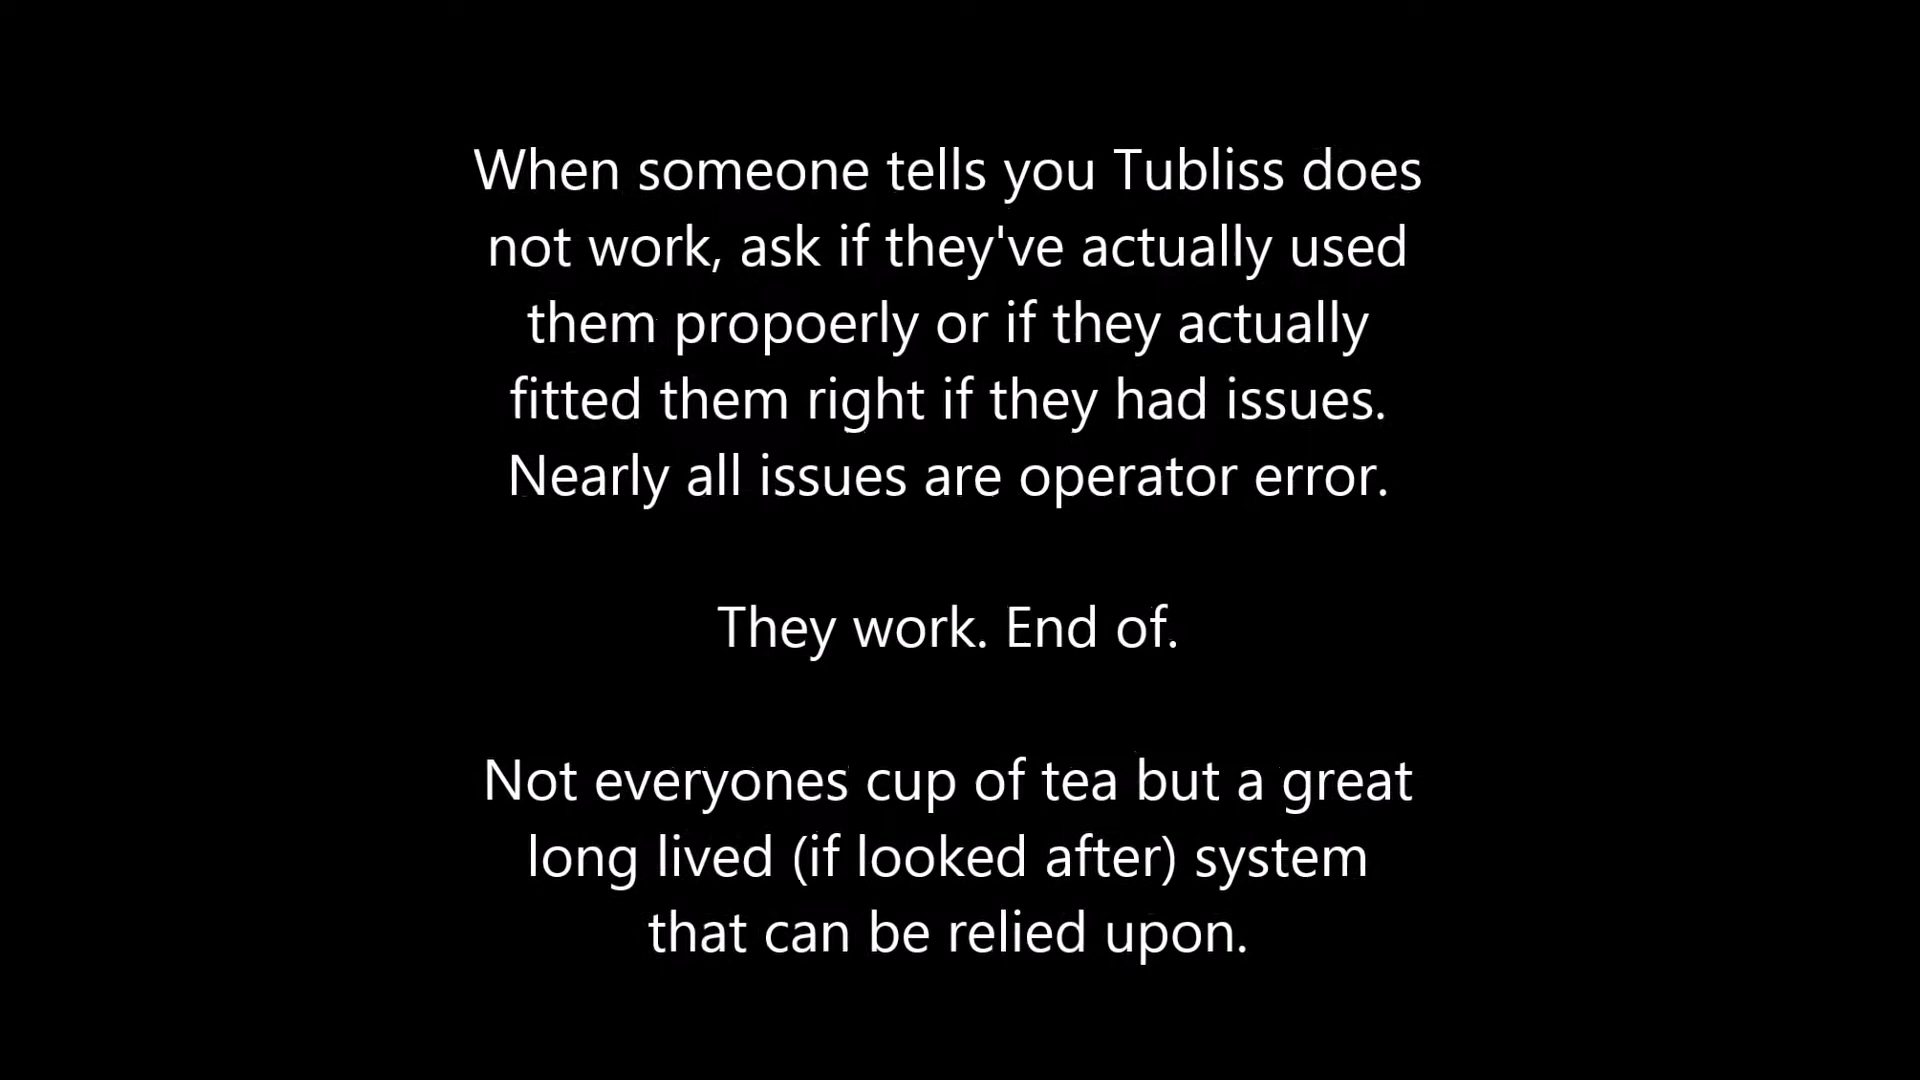 When someone tells you Tubliss does
not work, ask if they've actually used
them propoerly or if they actually
fitted them right if they had issues.
Nearly all issues are operator error.
They work. End of.
Not everyones cup of tea but a great
long lived (if looked after) system
that can be relied upon.